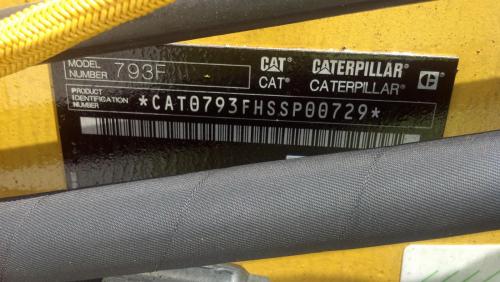 MODEL NUMBER 793F
CAT CATERPILLAR
CAT® CATERPILLAR®
PRODUCT IDENTIFICATION NUMBER
*CAT0793FHSSP00729*